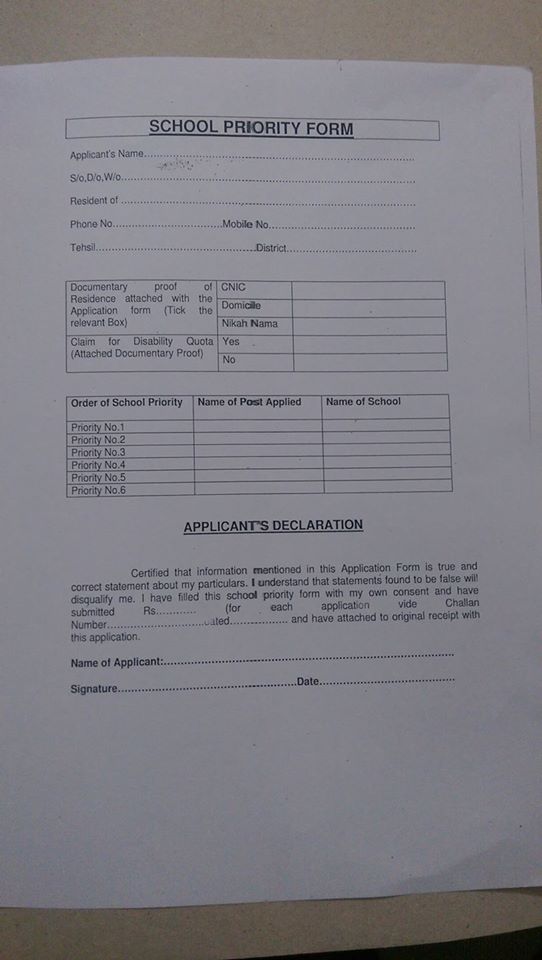 SCHOOL PRIORITY FORM
Applicant's Name..............................................................................
S/o,D/o,W/o..................................................................................
Resident of ..................................................................................
Phone No................................Mobile No..........................................
Tehsil..............................................District...................................
Documentary proof of Residence attached with the Application form (Tick the relevant Box) CNIC
Domicile
Nikah Nama
Claim for Disability Quota (Attached Documentary Proof) Yes
No
Order of School Priority Name of Post Applied Name of School
Priority No.1
Priority No.2
Priority No.3
Priority No.4
Priority No.5
Priority No.6
APPLICANT'S DECLARATION
Certified that information mentioned in this Application Form is true and
correct statement about my particulars. I understand that statements found to be false will
disqualify me. I have filled this school priority form with my own consent and have
submitted Rs............ (for each application vide Challan
Number............................dated................. and have attached to original receipt with
this application.
Name of Applicant:....................................................................................
Signature....................................................Date.......................................